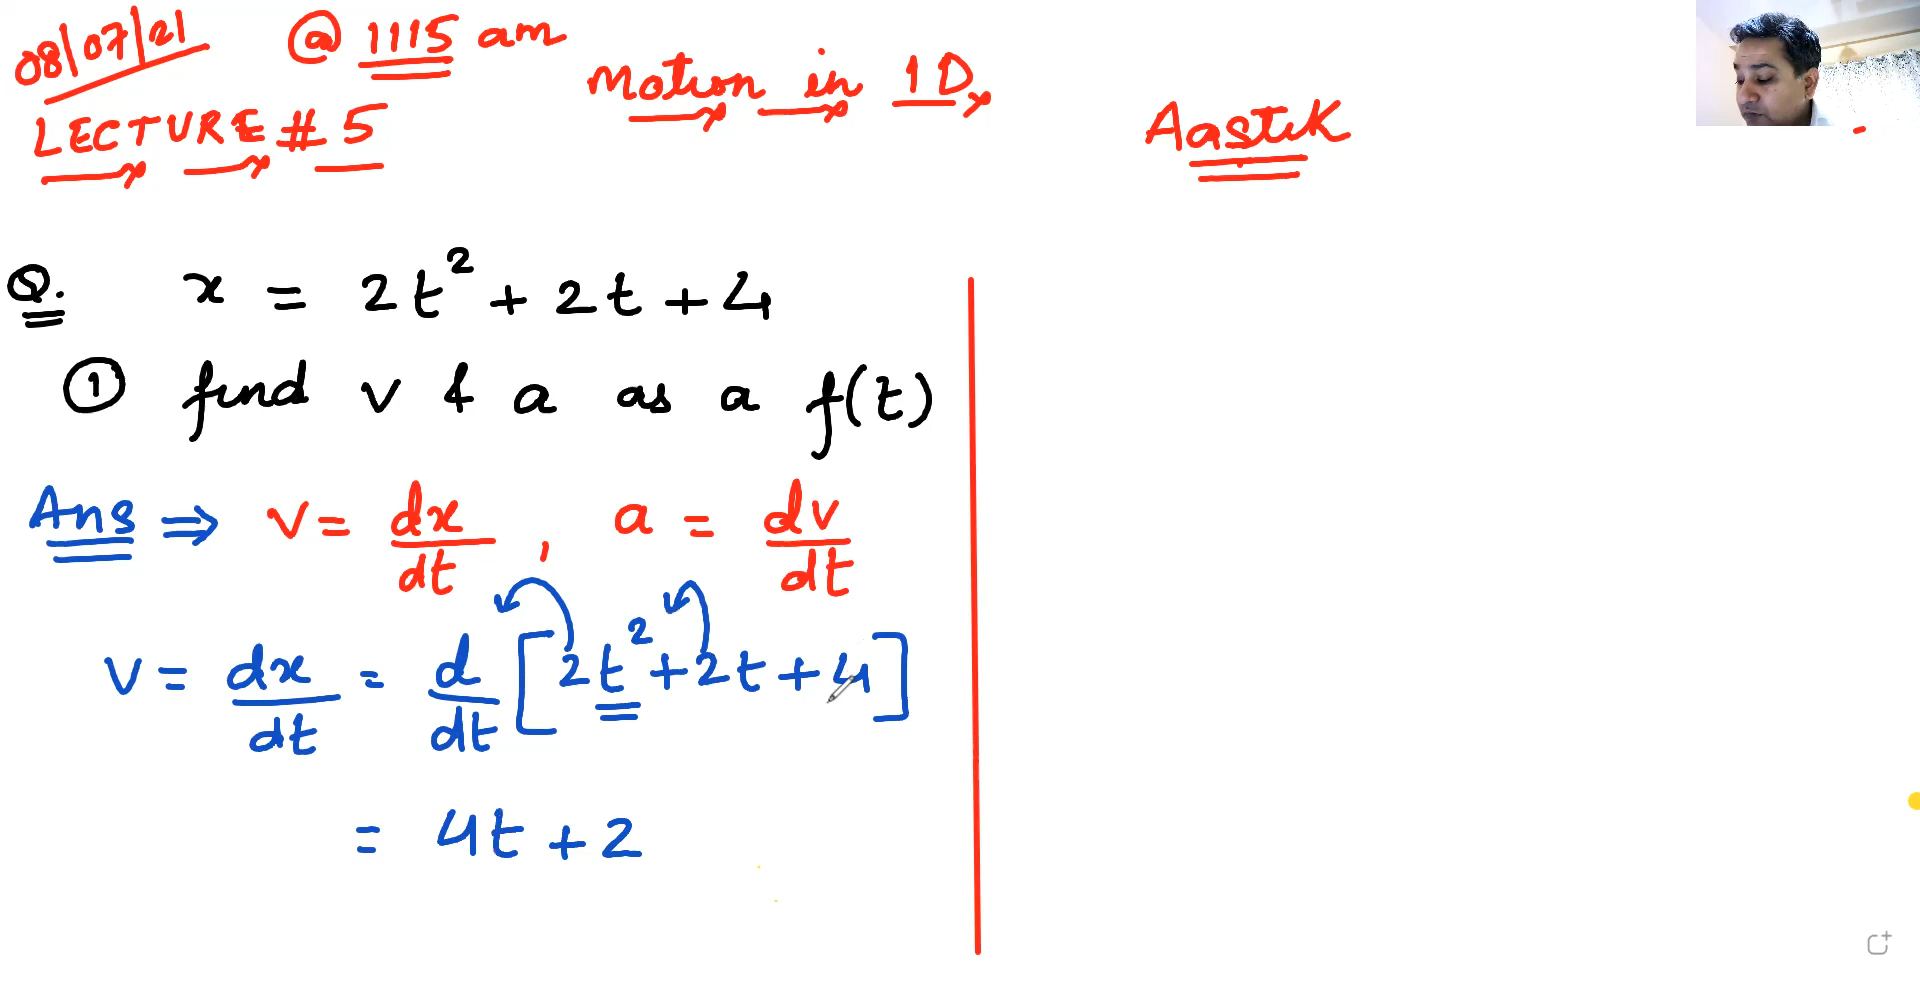 08/07/21 @ 1115 am
LECTURE # 5
Motion in 1D
Aastik
Q. x = 2t² + 2t + 4
① find v & a as a f(t)
Ans ⇒ v = dx/dt , a = dv/dt
v = dx/dt = d/dt [2t² + 2t + 4]
= 4t + 2